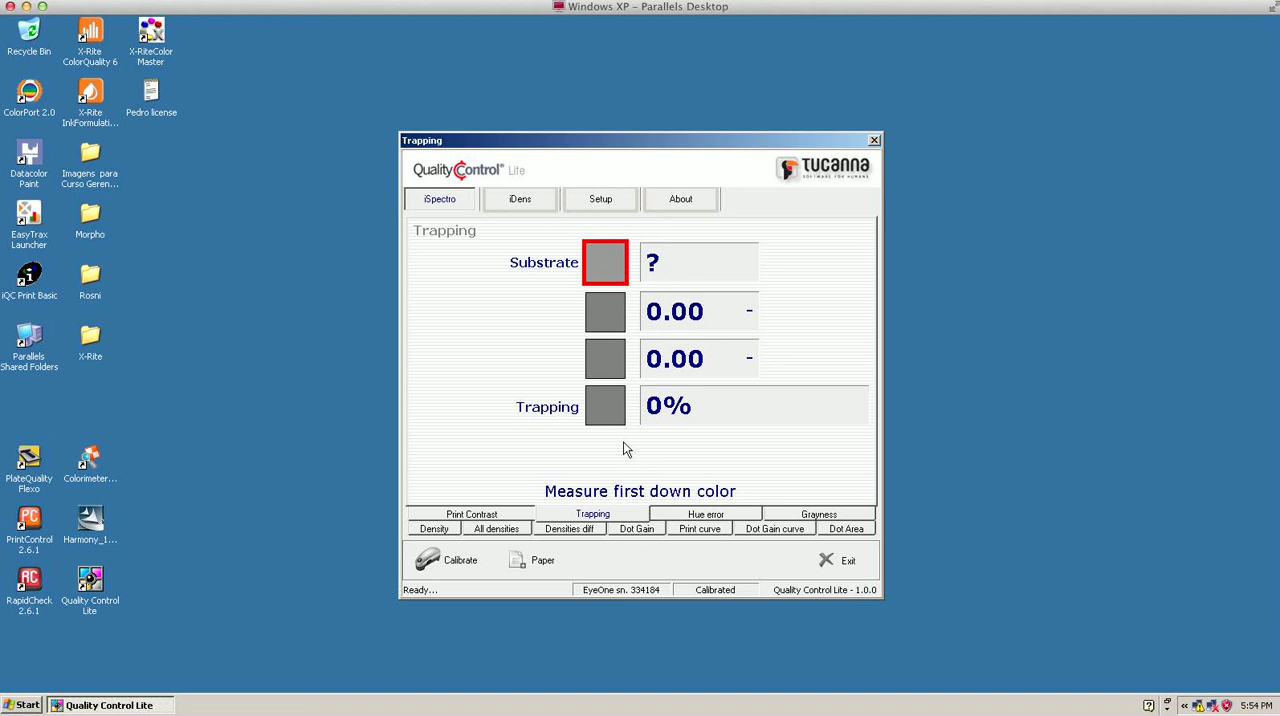 Windows XP - Parallels Desktop
Recycle Bin
X-Rite
ColorQuality 6
X-RiteColor
Master
ColorPort 2.0
X-Rite
InkFormulati...
Pedro license
Datacolor
Paint
Imagens para
Curso Geren...
EasyTrax
Launcher
Morpho
iQC Print Basic
Rosni
Parallels
Shared Folders
X-Rite
PlateQuality
Flexo
Colorimeter...
PrintControl
2.6.1
Harmony_1...
RapidCheck
2.6.1
Quality Control
Lite
Trapping
QualityControl® Lite
TUCANNA
SOFTWARE FOR HUMANS
iSpectro
iDens
Setup
About
Trapping
Substrate
?
0.00 -
0.00 -
Trapping
0%
Measure first down color
Print Contrast
Trapping
Hue error
Grayness
Density
All densities
Densities diff
Dot Gain
Print curve
Dot Gain curve
Dot Area
Calibrate
Paper
Exit
Ready...
EyeOne sn. 334184
Calibrated
Quality Control Lite - 1.0.0
Start
Quality Control Lite
5:54 PM